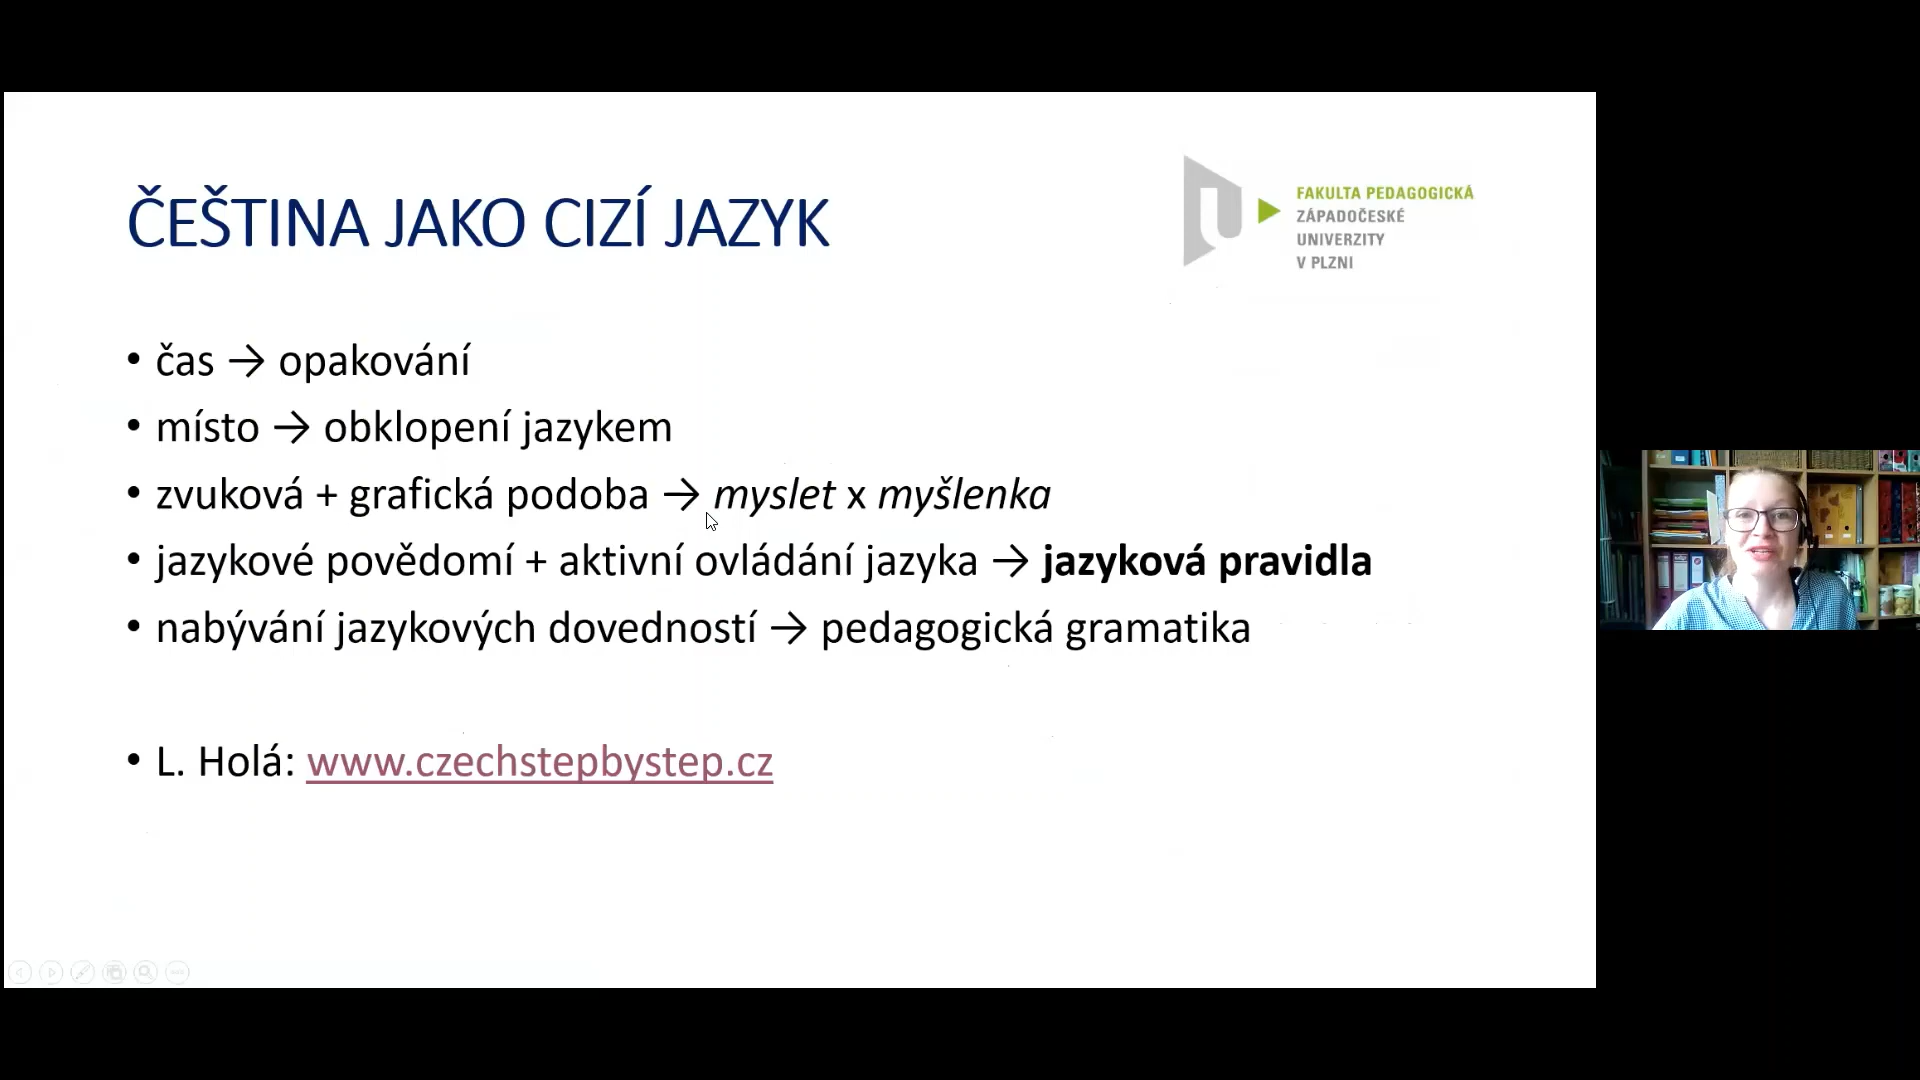 ČEŠTINA JAKO CIZÍ JAZYK
FAKULTA PEDAGOGICKÁ
ZÁPADOČESKÉ
UNIVERZITY
V PLZNI
• čas → opakování
• místo → obklopení jazykem
• zvuková + grafická podoba → myslet x myšlenka
• jazykové povědomí + aktivní ovládání jazyka → jazyková pravidla
• nabývání jazykových dovedností → pedagogická gramatika
• L. Holá: www.czechstepbystep.cz